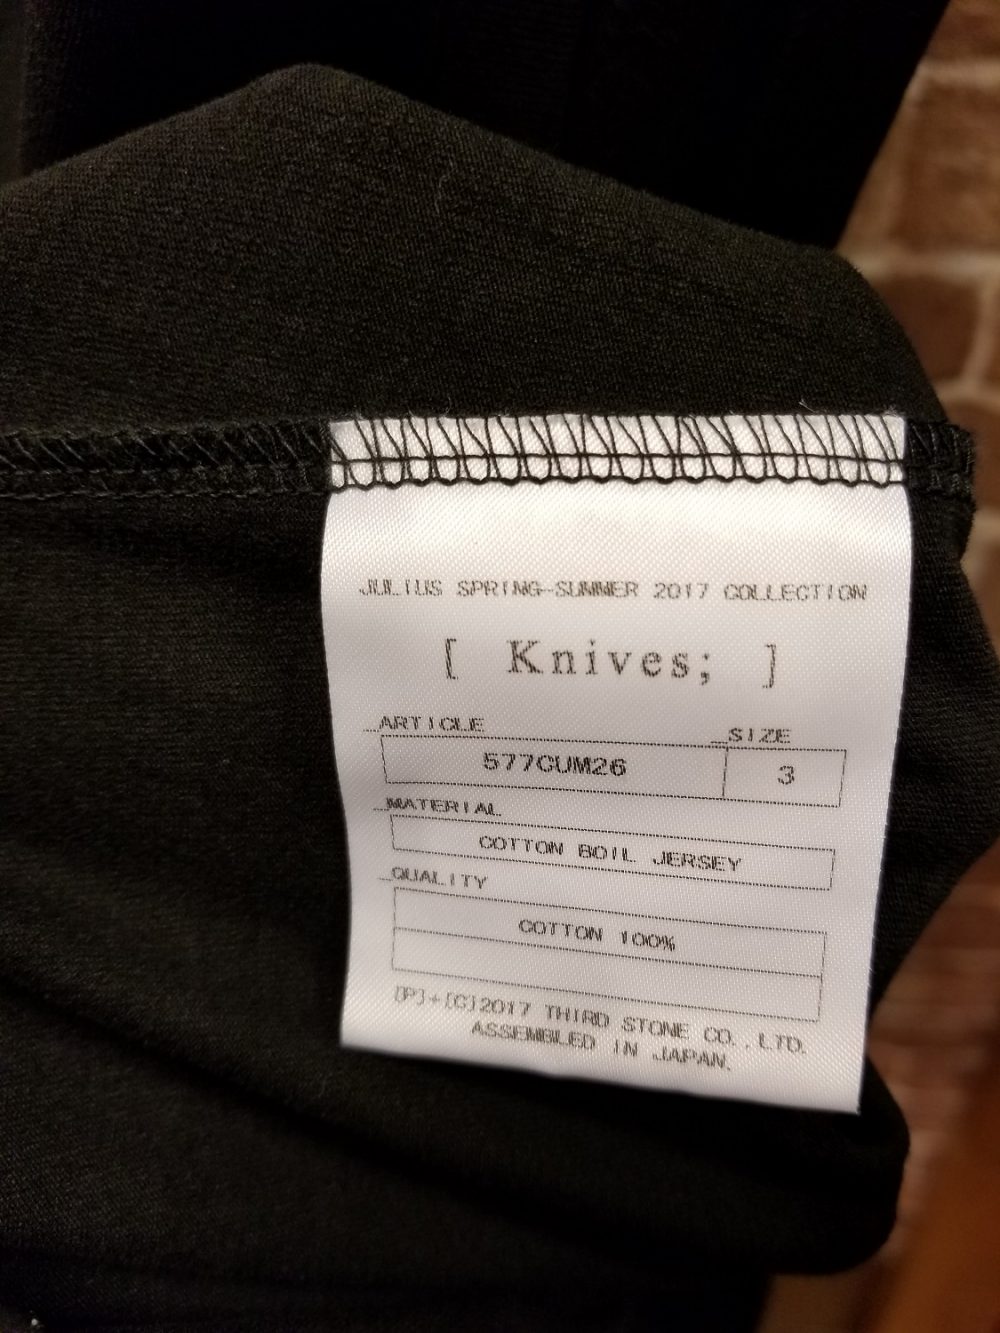 JULIUS SPRING-SUMMER 2017 COLLECTION
[ Knives; ]
_ARTICLE _SIZE
577CUM26 3
_MATERIAL
COTTON BOIL JERSEY
_QUALITY
COTTON 100%
[P]+[C]2017 THIRD STONE CO.,LTD.
ASSEMBLED IN JAPAN.